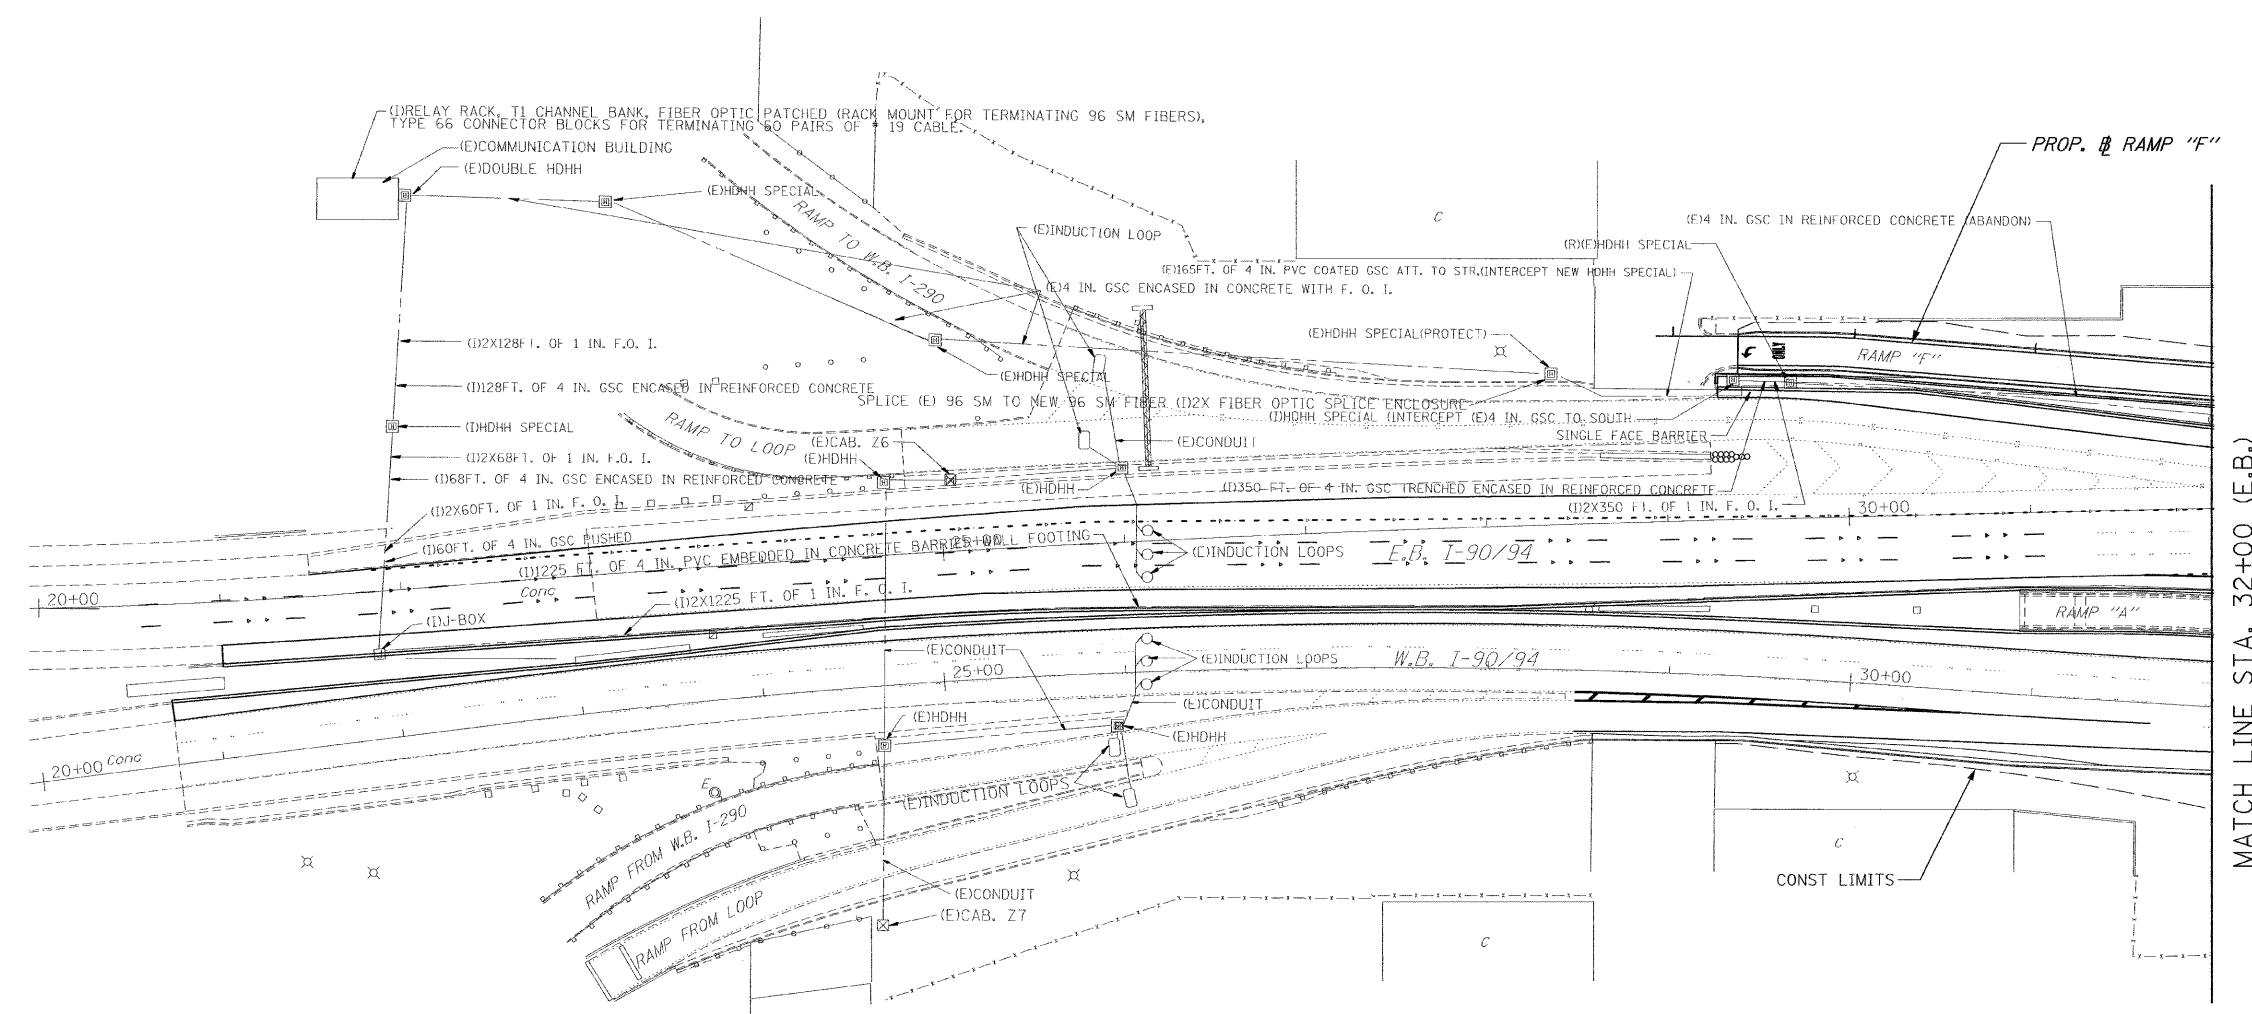 (I)RELAY RACK, T1 CHANNEL BANK, FIBER OPTIC PATCHED (RACK MOUNT FOR TERMINATING 96 SM FIBERS),
TYPE 66 CONNECTOR BLOCKS FOR TERMINATING 60 PAIRS OF # 19 CABLE.
(E)COMMUNICATION BUILDING
(E)DOUBLE HDHH
(E)HDHH SPECIAL
PROP. ⅊ RAMP "F"
RAMP TO W.B. I-290
(E)INDUCTION LOOP
C
(E)4 IN. GSC IN REINFORCED CONCRETE (ABANDON)
(R)(E)HDHH SPECIAL
(E)165FT. OF 4 IN. PVC COATED GSC ATT. TO STR.(INTERCEPT NEW HDHH SPECIAL)
(E)4 IN. GSC ENCASED IN CONCRETE WITH F. O. I.
(E)HDHH SPECIAL(PROTECT)
(I)2X128FT. OF 1 IN. F.O. I.
ONLY
RAMP "F"
(E)HDHH SPECIAL
(I)128FT. OF 4 IN. GSC ENCASED IN REINFORCED CONCRETE
SPLICE (E) 96 SM TO NEW 96 SM FIBER (I)2X FIBER OPTIC SPLICE ENCLOSURE
(I)HDHH SPECIAL (INTERCEPT (E)4 IN. GSC TO SOUTH
(I)HDHH SPECIAL
RAMP TO LOOP
(E)CAB. Z6
(E)CONDUIT
SINGLE FACE BARRIER
(I)2X68FT. OF 1 IN. F.O. I.
(E)HDHH
(I)68FT. OF 4 IN. GSC ENCASED IN REINFORCED CONCRETE
(E)HDHH
(I)350 FT. OF 4 IN. GSC TRENCHED ENCASED IN REINFORCED CONCRETE
(I)2X60FT. OF 1 IN. F. O. I.
(I)2X350 FT. OF 1 IN. F. O. I.
30+00
(I)60FT. OF 4 IN. GSC PUSHED
25+00
(I)1225 FT. OF 4 IN. PVC EMBEDDED IN CONCRETE BARRIER WALL FOOTING
(E)INDUCTION LOOPS
E.B. I-90/94
20+00
Conc
(I)2X1225 FT. OF 1 IN. F. O. I.
RAMP "A"
(I)J-BOX
(E)CONDUIT
(E)INDUCTION LOOPS
W.B. I-90/94
25+00
30+00
(E)CONDUIT
(E)HDHH
(E)HDHH
20+00
Conc
E
(E)INDUCTION LOOPS
RAMP FROM W.B. I-290
C
CONST LIMITS
(E)CONDUIT
(E)CAB. Z7
RAMP FROM LOOP
C
MATCH LINE STA. 32+00 (E.B.)